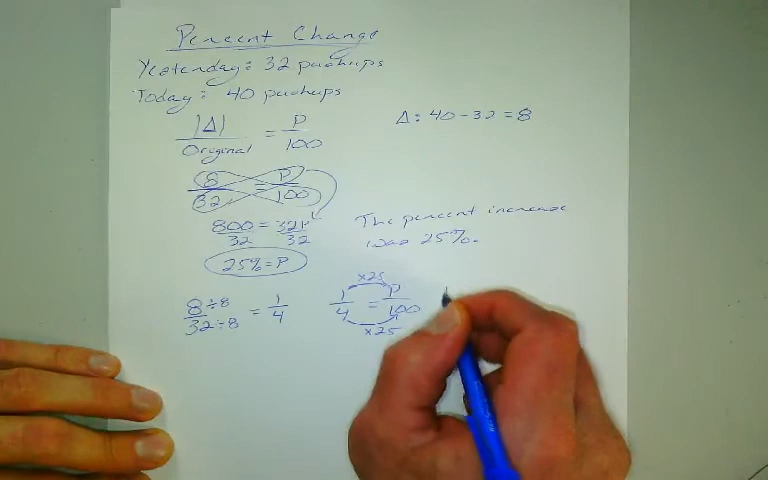 Percent Change
Yesterday: 32 pushups
Today: 40 pushups
|Δ| / Original = P / 100
Δ: 40 - 32 = 8
8 / 32 = P / 100
800 / 32 = 32P / 32
25% = P
The percent increase
was 25%.
8 ÷8 / 32 ÷8 = 1 / 4
×25
1 / 4 = P / 100
×25